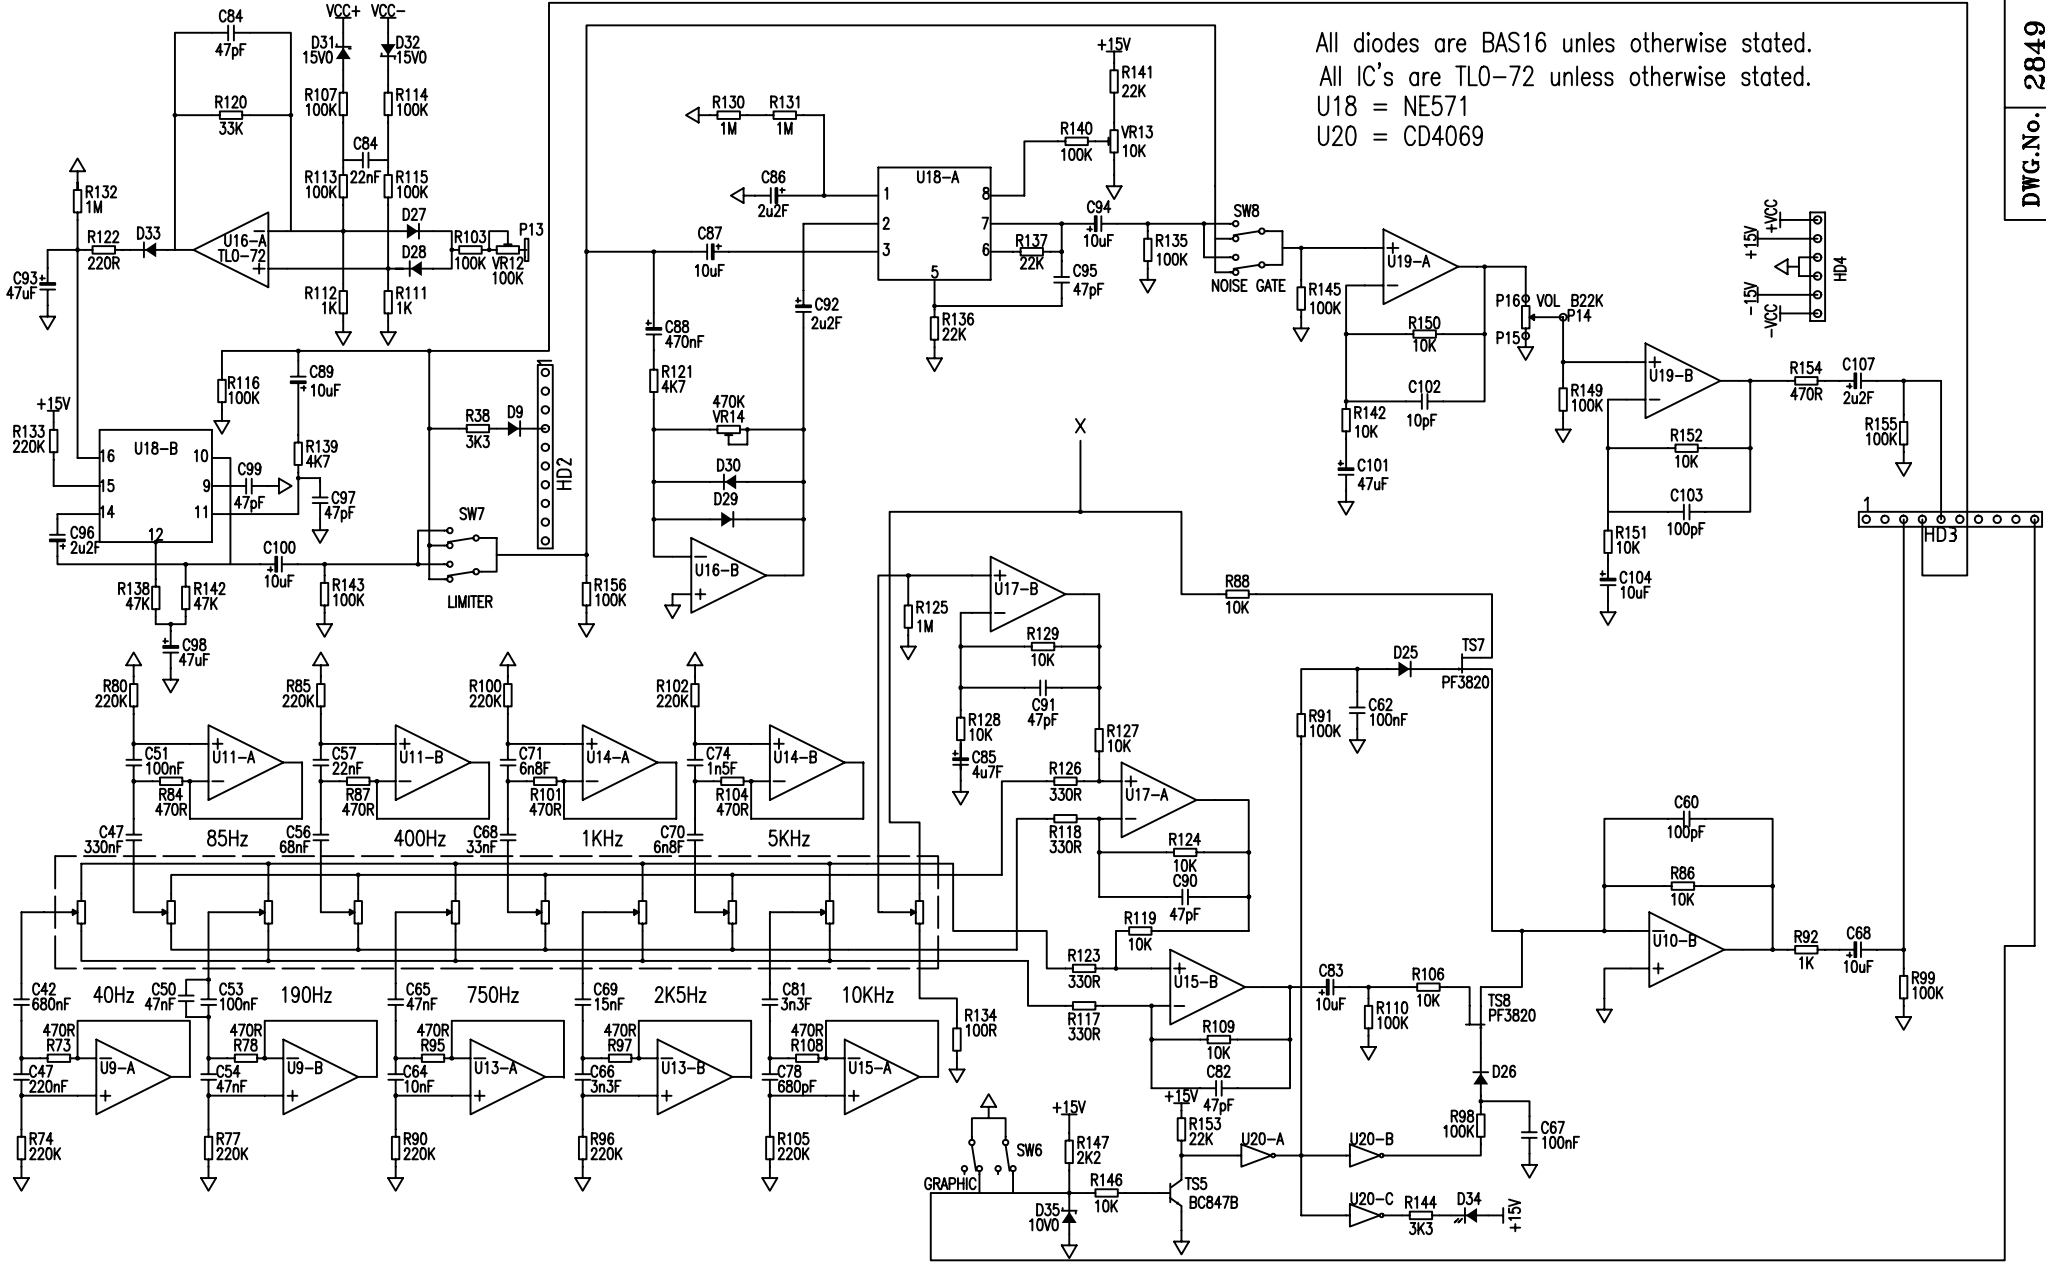 All diodes are BAS16 unles otherwise stated.
All IC's are TL0-72 unless otherwise stated.
U18 = NE571
U20 = CD4069
DWG.No. 2849
C84
47pF
R120
33K
VCC+ VCC-
D31
15V0
D32
15V0
R107
100K
R114
100K
C84
22nF
R113
100K
R115
100K
R132
1M
D33
R122
220R
U16-A
TL0-72
D27
D28
R103
100K
P13
VR12
100K
C93
47uF
R112
1K
R111
1K
R116
100K
C89
10uF
+15V
R133
220K
U18-B
16
15
14
12
10
9
11
R139
4K7
C99
47pF
C97
47pF
C96
2u2F
R138
47K
R142
47K
C98
47uF
C100
10uF
R143
100K
R38
3K3
D9
HD2
SW7
LIMITER
R156
100K
R130
1M
R131
1M
C86
2u2F
C87
10uF
U18-A
1
2
3
5
8
7
6
R140
100K
+15V
R141
22K
VR13
10K
C94
10uF
R137
22K
C95
47pF
R136
22K
R135
100K
C92
2u2F
C88
470nF
R121
4K7
470K
VR14
D30
D29
U16-B
SW8
NOISE GATE
R145
100K
U19-A
R150
10K
C102
10pF
R142
10K
C101
47uF
P16
VOL B22K
P14
P15
R149
100K
U19-B
R152
10K
C103
100pF
R151
10K
C104
10uF
R154
470R
C107
2u2F
R155
100K
+VCC
+15V
-15V
-VCC
HD4
1
HD3
X
R80
220K
C51
100nF
U11-A
R84
470R
C47
330nF
85Hz
R85
220K
C57
22nF
U11-B
R87
470R
C56
68nF
400Hz
R100
220K
C71
6n8F
U14-A
R101
470R
C68
33nF
1KHz
R102
220K
C74
1n5F
U14-B
R104
470R
C70
6n8F
5KHz
C42
680nF
40Hz
470R
R73
C47
220nF
U9-A
R74
220K
C50
47nF
C53
100nF
190Hz
470R
R78
C54
47nF
U9-B
R77
220K
C65
47nF
750Hz
470R
R95
C64
10nF
U13-A
R90
220K
C69
15nF
2K5Hz
470R
R97
C66
3n3F
U13-B
R96
220K
C81
3n3F
10KHz
470R
R108
C78
680pF
U15-A
R105
220K
R134
100R
R125
1M
U17-B
R129
10K
C91
47pF
R128
10K
C85
4u7F
R127
10K
R126
330R
R118
330R
U17-A
R124
10K
C90
47pF
R119
10K
R123
330R
R117
330R
U15-B
R109
10K
C82
47pF
R88
10K
D25
TS7
PF3820
R91
100K
C62
100nF
C83
10uF
R110
100K
R106
10K
TS8
PF3820
D26
R98
100K
C67
100nF
C60
100pF
R86
10K
U10-B
R92
1K
C68
10uF
R99
100K
GRAPHIC
SW6
+15V
R147
2K2
D35
10V0
R146
10K
+15V
R153
22K
TS5
BC847B
U20-A
U20-B
U20-C
R144
3K3
D34
+15V